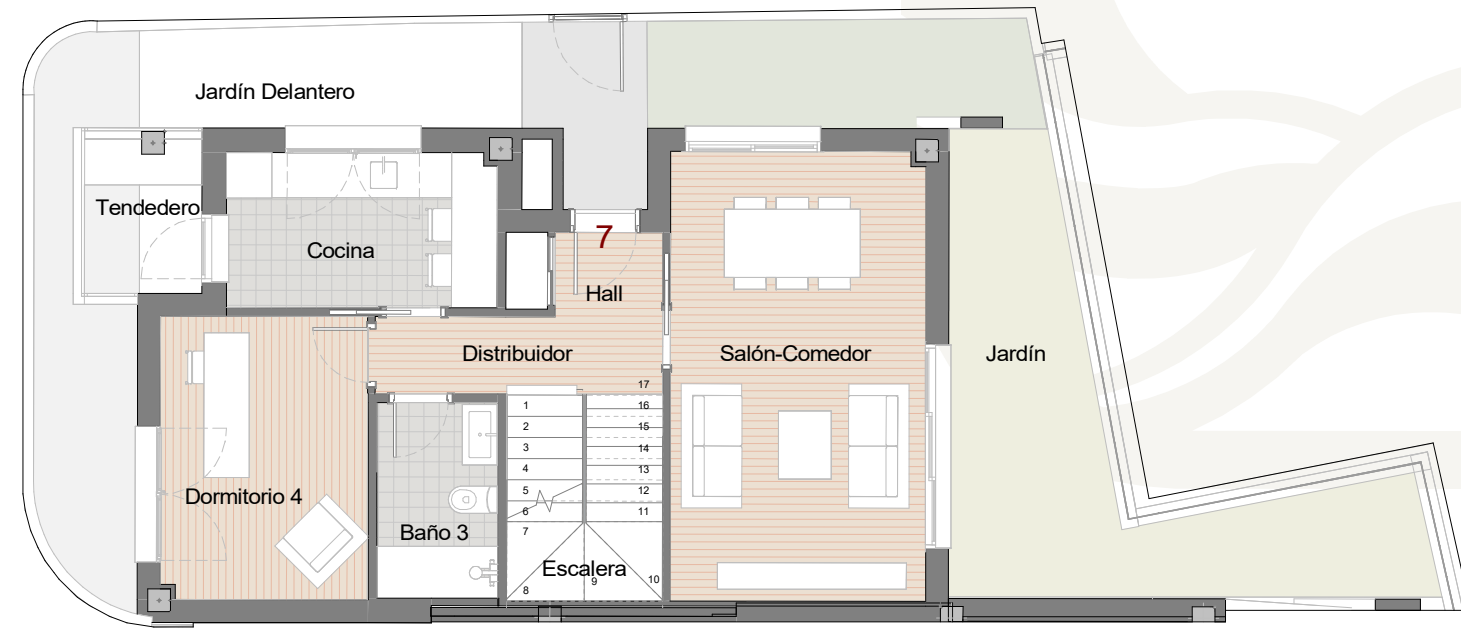 Jardín Delantero
Tendedero
Cocina
7
Hall
Distribuidor
Salón-Comedor
Jardín
17
1
16
2
15
3
14
4
13
5
12
6
11
7
Dormitorio 4
Baño 3
Escalera
8
9
10